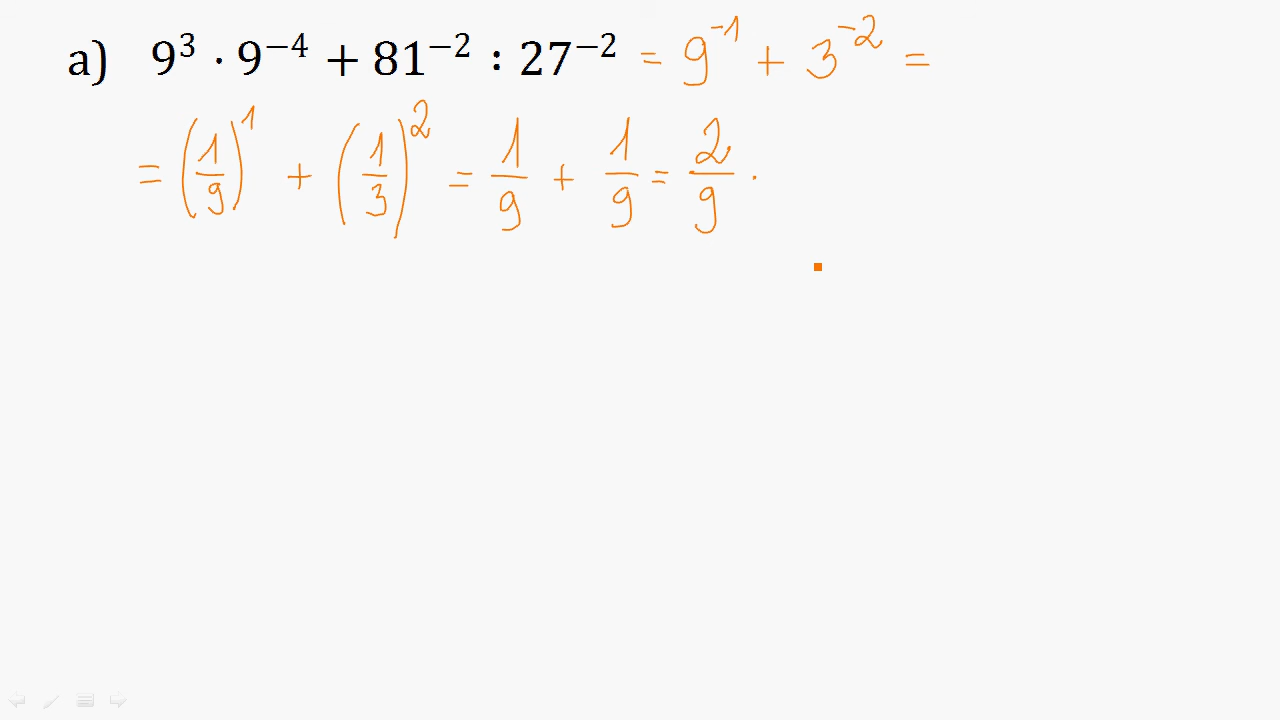 a) 9³ · 9⁻⁴ + 81⁻² : 27⁻² = 9⁻¹ + 3⁻² =
= (1/9)¹ + (1/3)² = 1/9 + 1/9 = 2/9 .